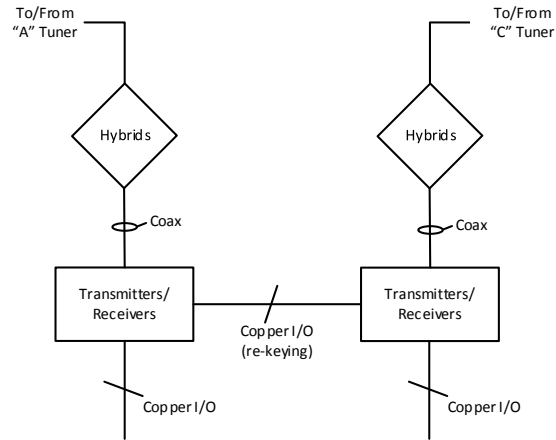 To/From
“A” Tuner
To/From
“C” Tuner
Hybrids
Hybrids
Coax
Coax
Transmitters/
Receivers
Transmitters/
Receivers
Copper I/O
(re-keying)
Copper I/O
Copper I/O